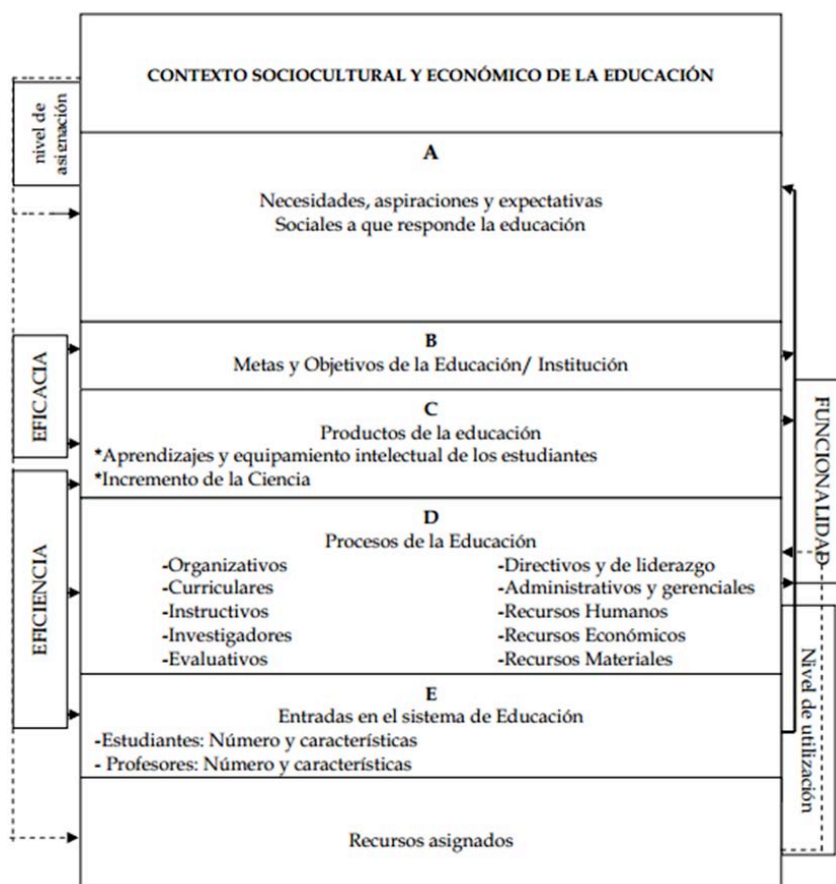 CONTEXTO SOCIOCULTURAL Y ECONÓMICO DE LA EDUCACIÓN
nivel de
asignación
A
Necesidades, aspiraciones y expectativas
Sociales a que responde la educación
EFICACIA
B
Metas y Objetivos de la Educación/ Institución
C
Productos de la educación
*Aprendizajes y equipamiento intelectual de los estudiantes
*Incremento de la Ciencia
FUNCIONALIDAD
EFICIENCIA
D
Procesos de la Educación
-Organizativos
-Curriculares
-Instructivos
-Investigadores
-Evaluativos
-Directivos y de liderazgo
-Administrativos y gerenciales
-Recursos Humanos
-Recursos Económicos
-Recursos Materiales
Nivel de utilización
E
Entradas en el sistema de Educación
-Estudiantes: Número y características
- Profesores: Número y características
Recursos asignados